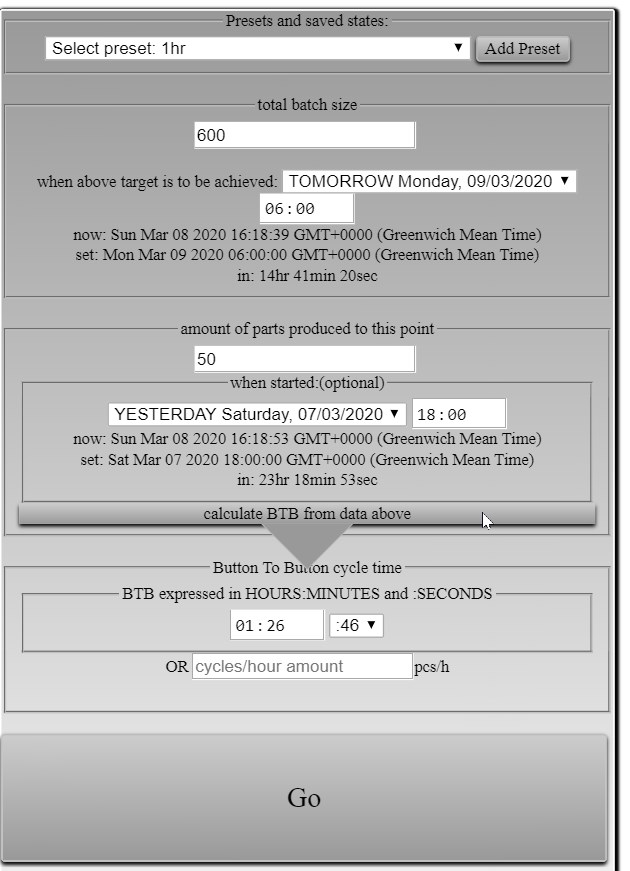 Presets and saved states:
Select preset: 1hr
Add Preset
total batch size
600
when above target is to be achieved: TOMORROW Monday, 09/03/2020
06:00
now: Sun Mar 08 2020 16:18:39 GMT+0000 (Greenwich Mean Time)
set: Mon Mar 09 2020 06:00:00 GMT+0000 (Greenwich Mean Time)
in: 14hr 41min 20sec
amount of parts produced to this point
50
when started:(optional)
YESTERDAY Saturday, 07/03/2020 18:00
now: Sun Mar 08 2020 16:18:53 GMT+0000 (Greenwich Mean Time)
set: Sat Mar 07 2020 18:00:00 GMT+0000 (Greenwich Mean Time)
in: 23hr 18min 53sec
calculate BTB from data above
Button To Button cycle time
BTB expressed in HOURS:MINUTES and :SECONDS
01:26 :46
OR cycles/hour amount pcs/h
Go